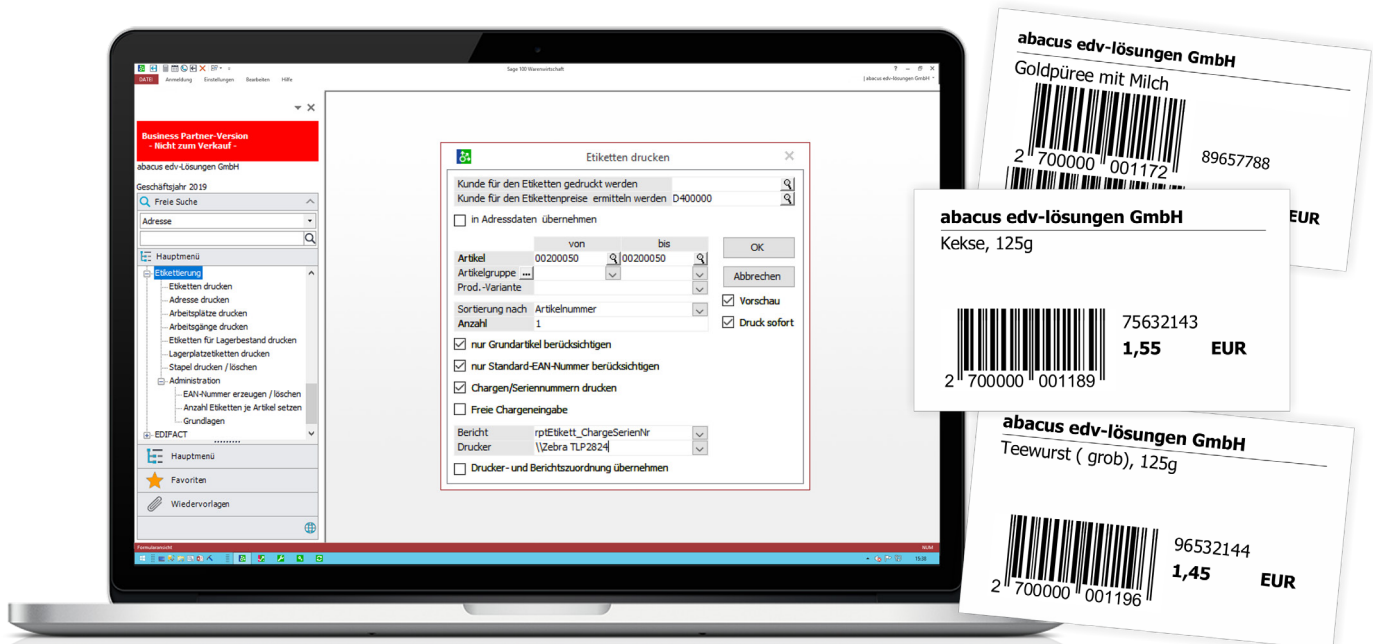 Sage 100 Warenwirtschaft
DATEI Anmeldung Einstellungen Bearbeiten Hilfe
abacus edv-lösungen GmbH
Business Partner-Version
- Nicht zum Verkauf -
abacus edv-Lösungen GmbH
Geschäftsjahr 2019
Freie Suche
Adresse
Hauptmenü
Etikettierung
Etiketten drucken
Adresse drucken
Arbeitsplätze drucken
Arbeitsgänge drucken
Etiketten für Lagerbestand drucken
Lagerplatzetiketten drucken
Stapel drucken / löschen
Administration
EAN-Nummer erzeugen / löschen
Anzahl Etiketten je Artikel setzen
Grundlagen
EDIFACT
Hauptmenü
Favoriten
Wiedervorlagen
Formularansicht
NUM
15:38
Etiketten drucken
Kunde für den Etiketten gedruckt werden
Kunde für den Etikettenpreise ermitteln werden D400000
in Adressdaten übernehmen
von bis
Artikel 00200050 00200050
Artikelgruppe ...
Prod.-Variante
Sortierung nach Artikelnummer
Anzahl 1
OK
Abbrechen
Vorschau
Druck sofort
nur Grundartikel berücksichtigen
nur Standard-EAN-Nummer berücksichtigen
Chargen/Seriennummern drucken
Freie Chargeneingabe
Bericht rptEtikett_ChargeSerienNr
Drucker \\Zebra TLP2824
Drucker- und Berichtszuordnung übernehmen
abacus edv-lösungen GmbH
Goldpüree mit Milch
89657788
2 700000 001172
EUR
abacus edv-lösungen GmbH
Kekse, 125g
75632143
1,55 EUR
2 700000 001189
abacus edv-lösungen GmbH
Teewurst ( grob), 125g
96532144
1,45 EUR
2 700000 001196